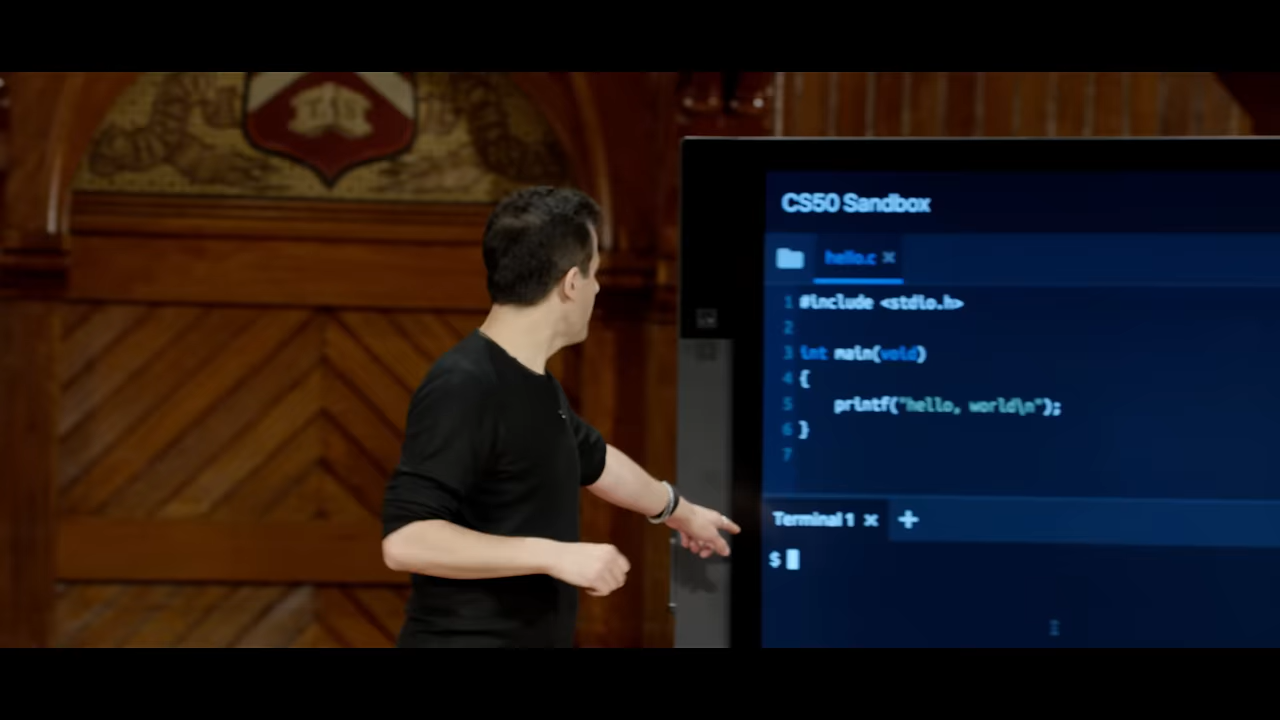 CS50 Sandbox
hello.c ×
1 #include <stdio.h>
2
3 int main(void)
4 {
5     printf("hello, world\n");
6 }
7
Terminal 1 × +
$